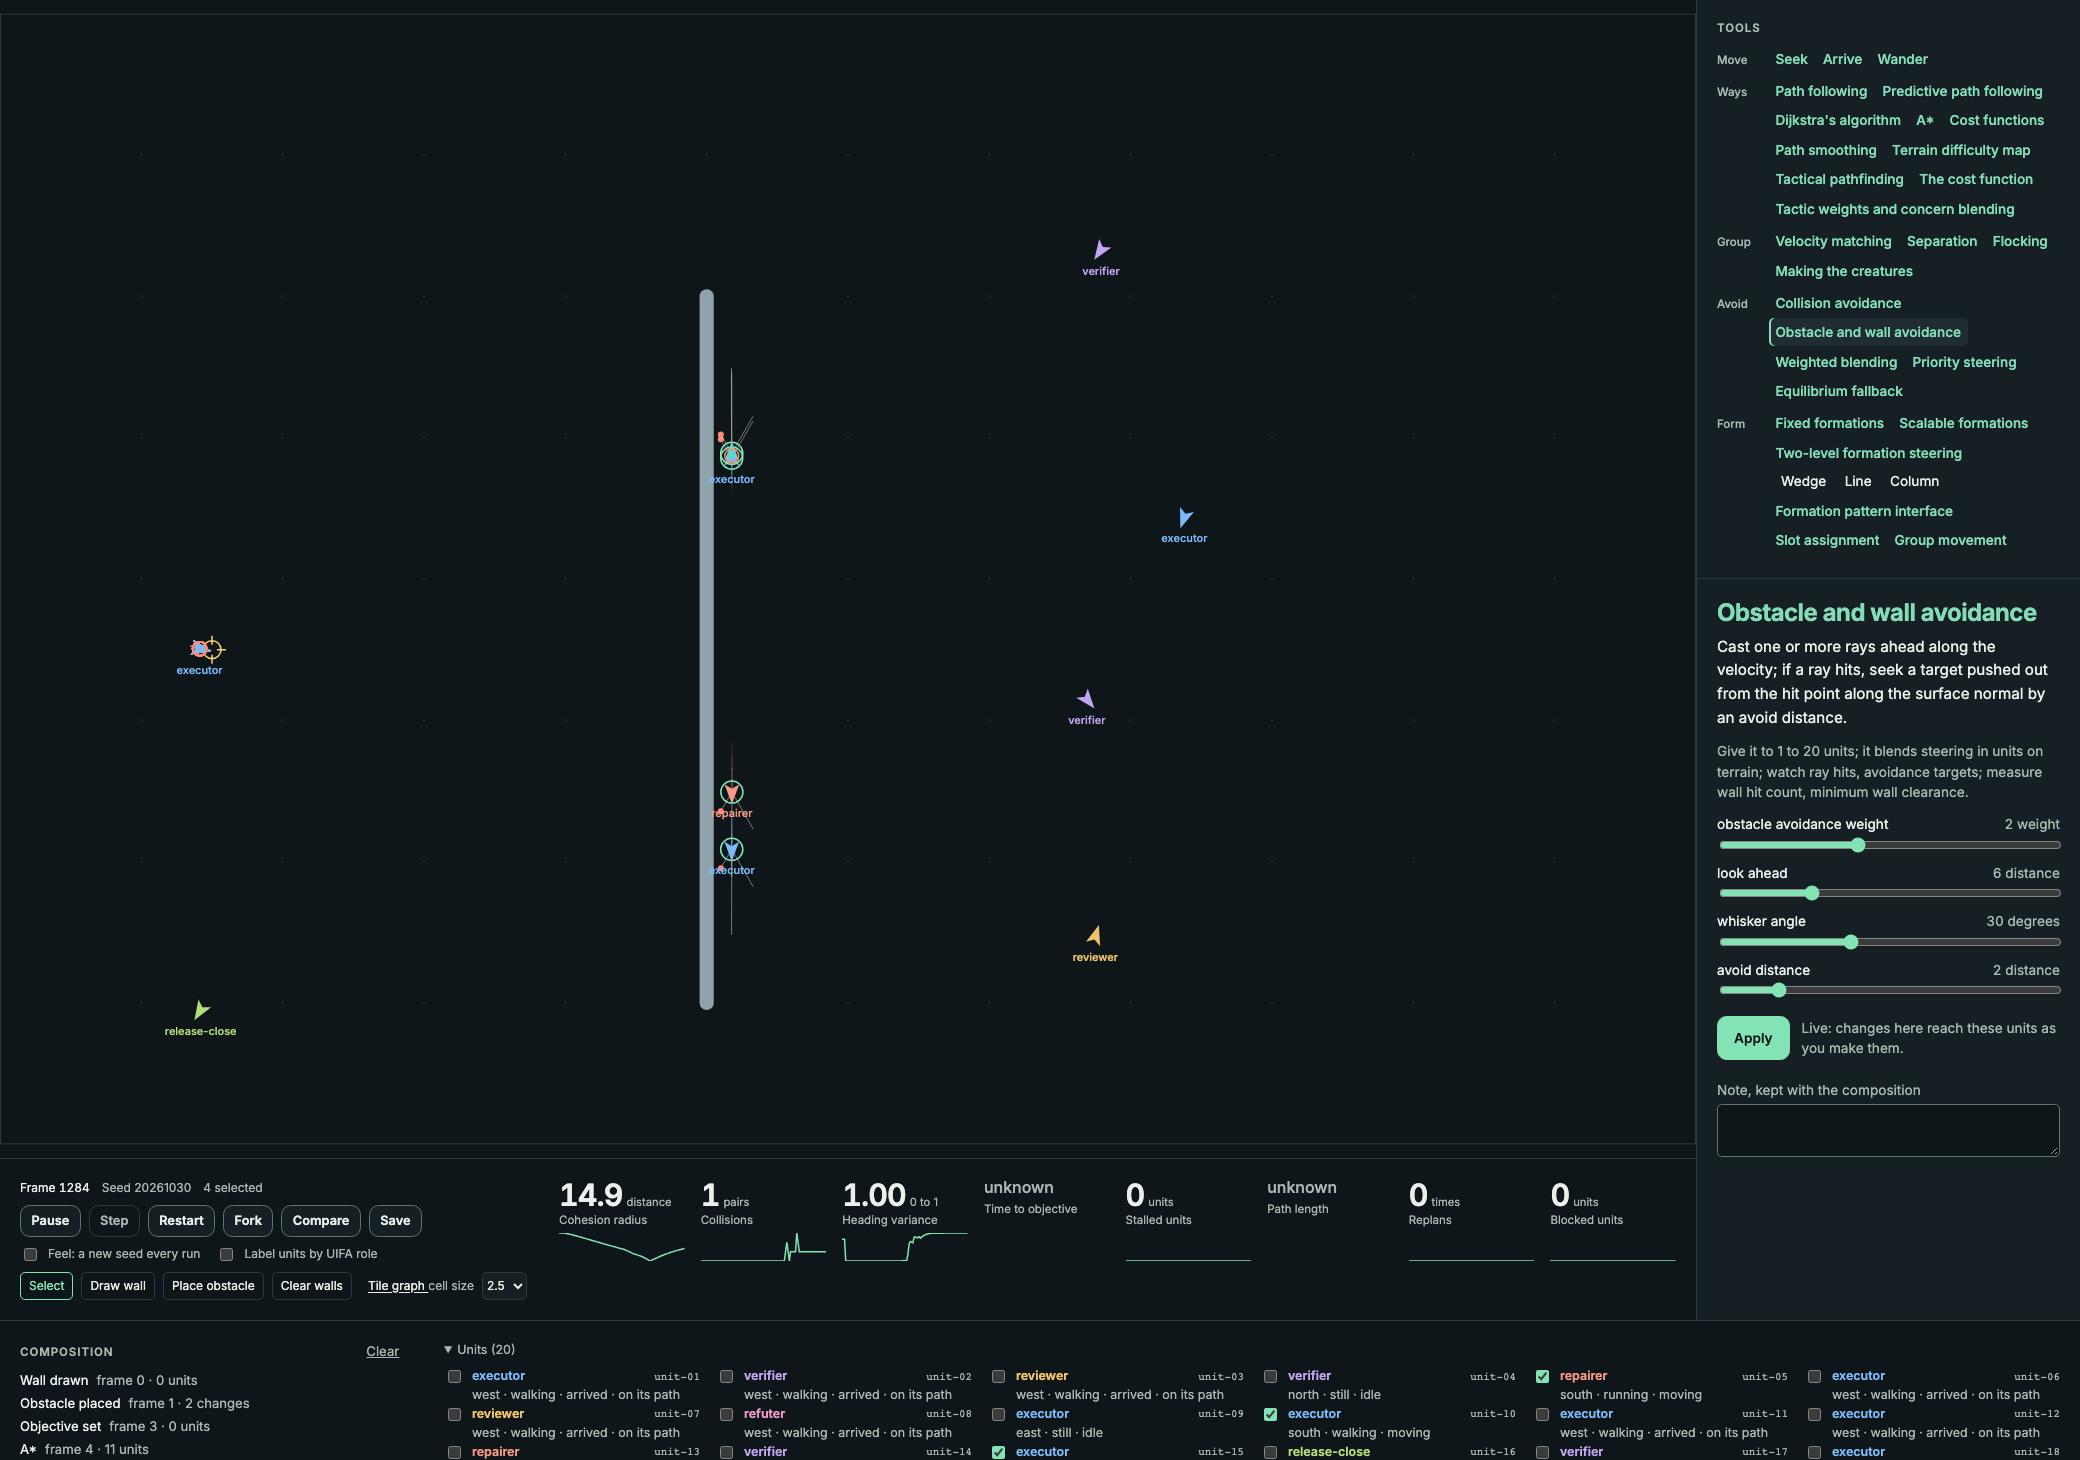 TOOLS
Move Seek Arrive Wander
Ways Path following Predictive path following
Dijkstra's algorithm A* Cost functions
Path smoothing Terrain difficulty map
Tactical pathfinding The cost function
Tactic weights and concern blending
Group Velocity matching Separation Flocking
Making the creatures
Avoid Collision avoidance
Obstacle and wall avoidance
Weighted blending Priority steering
Equilibrium fallback
Form Fixed formations Scalable formations
Two-level formation steering
Wedge Line Column
Formation pattern interface
Slot assignment Group movement
verifier
executor
executor
executor
verifier
repairer
executor
reviewer
release-close
Obstacle and wall avoidance
Cast one or more rays ahead along the
velocity; if a ray hits, seek a target pushed out
from the hit point along the surface normal by
an avoid distance.
Give it to 1 to 20 units; it blends steering in units on
terrain; watch ray hits, avoidance targets; measure
wall hit count, minimum wall clearance.
obstacle avoidance weight 2 weight
look ahead 6 distance
whisker angle 30 degrees
avoid distance 2 distance
Apply Live: changes here reach these units as
you make them.
Note, kept with the composition
Frame 1284 Seed 20261030 4 selected
Pause Step Restart Fork Compare Save
Feel: a new seed every run Label units by UIFA role
Select Draw wall Place obstacle Clear walls Tile graph cell size 2.5
14.9 distance
Cohesion radius
1 pairs
Collisions
1.00 0 to 1
Heading variance
unknown
Time to objective
0 units
Stalled units
unknown
Path length
0 times
Replans
0 units
Blocked units
COMPOSITION Clear
Wall drawn frame 0 · 0 units
Obstacle placed frame 1 · 2 changes
Objective set frame 3 · 0 units
A* frame 4 · 11 units
▼ Units (20)
executor unit-01 verifier unit-02 reviewer unit-03 verifier unit-04 repairer unit-05 executor unit-06
west · walking · arrived · on its path west · walking · arrived · on its path west · walking · arrived · on its path north · still · idle south · running · moving west · walking · arrived · on its path
reviewer unit-07 refuter unit-08 executor unit-09 executor unit-10 executor unit-11 executor unit-12
west · walking · arrived · on its path west · walking · arrived · on its path east · still · idle south · walking · moving west · walking · arrived · on its path west · walking · arrived · on its path
repairer unit-13 verifier unit-14 executor unit-15 release-close unit-16 verifier unit-17 executor unit-18